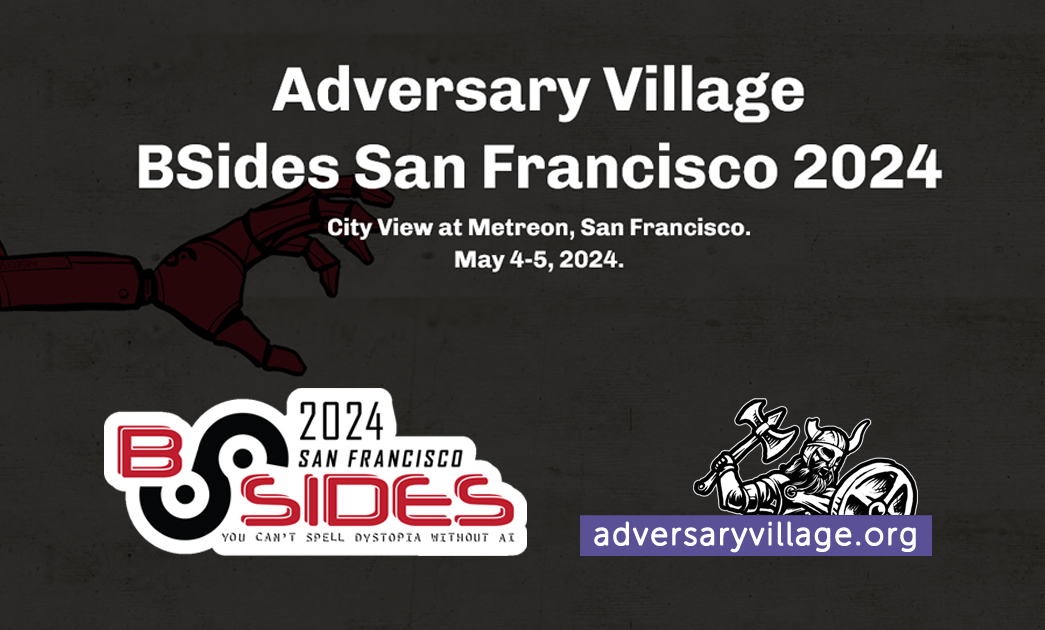 Adversary Village
BSides San Francisco 2024
City View at Metreon, San Francisco.
May 4-5, 2024.
2024
SAN FRANCISCO
BSIDES
YOU CAN'T SPELL DYSTOPIA WITHOUT AI
adversaryvillage.org